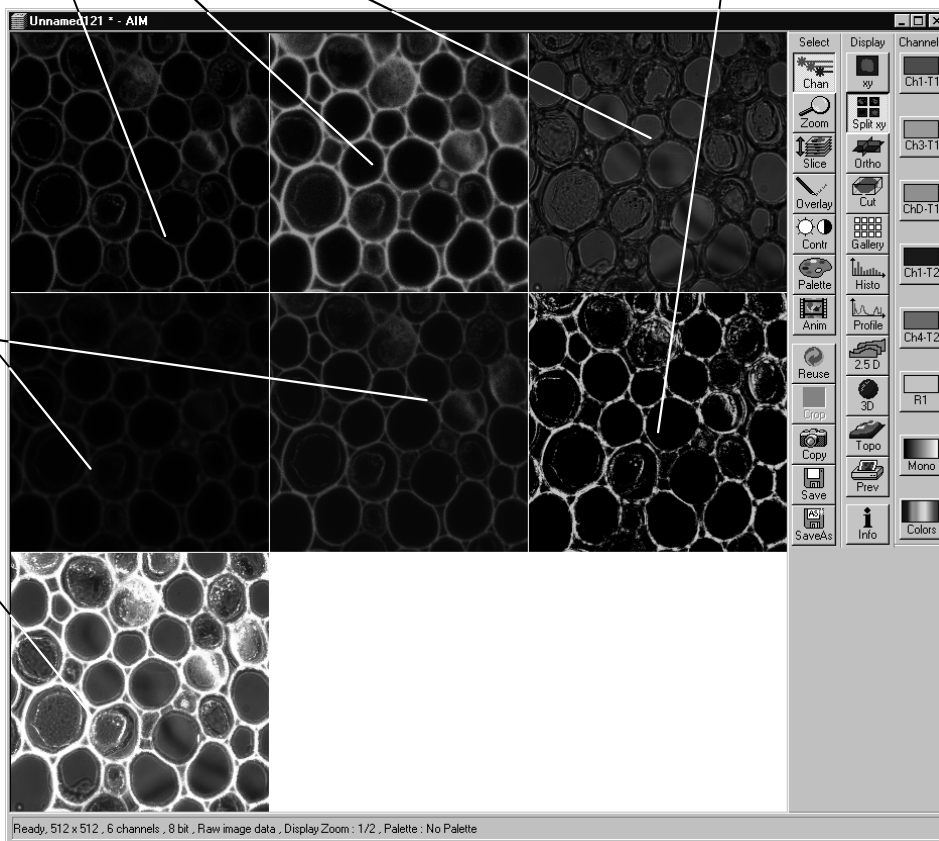 Unnamed121 * - AIM
Select
Display
Channel
Chan
xy
Ch1-T1
Zoom
Split xy
Ch3-T1
Slice
Ortho
Overlay
Cut
ChD-T1
Contr
Gallery
Ch1-T2
Palette
Histo
Anim
Profile
Ch4-T2
Reuse
2.5 D
Crop
3D
R1
Copy
Topo
Mono
Save
Prev
AS
SaveAs
Info
Colors
Ready, 512 x 512 , 6 channels , 8 bit , Raw image data , Display Zoom : 1/2 , Palette : No Palette